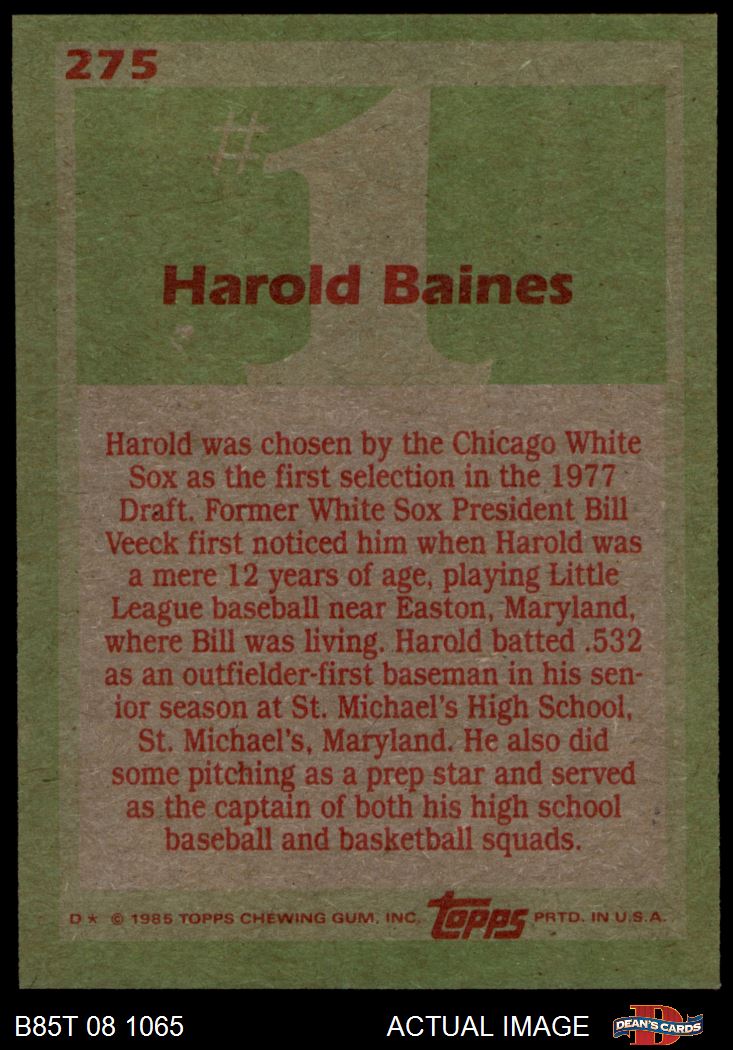 275
#1
Harold Baines
Harold was chosen by the Chicago White
Sox as the first selection in the 1977
Draft. Former White Sox President Bill
Veeck first noticed him when Harold was
a mere 12 years of age, playing Little
League baseball near Easton, Maryland,
where Bill was living. Harold batted .532
as an outfielder-first baseman in his sen-
ior season at St. Michael's High School,
St. Michael's, Maryland. He also did
some pitching as a prep star and served
as the captain of both his high school
baseball and basketball squads.
D ★ © 1985 TOPPS CHEWING GUM, INC. topps PRTD. IN U.S.A.
B85T 08 1065 ACTUAL IMAGE D DEAN'S CARDS